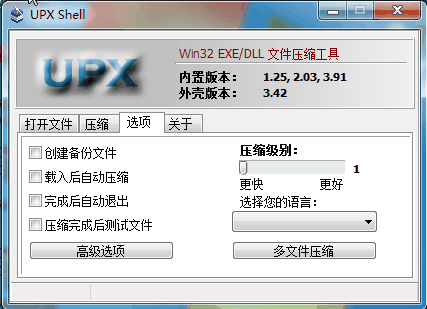 UPX Shell
UPX
Win32 EXE/DLL 文件压缩工具
内置版本： 1.25, 2.03, 3.91
外壳版本： 3.42
打开文件 压缩 选项 关于
创建备份文件
载入后自动压缩
完成后自动退出
压缩完成后测试文件
高级选项
压缩级别：
1
更快 更好
选择您的语言：
多文件压缩